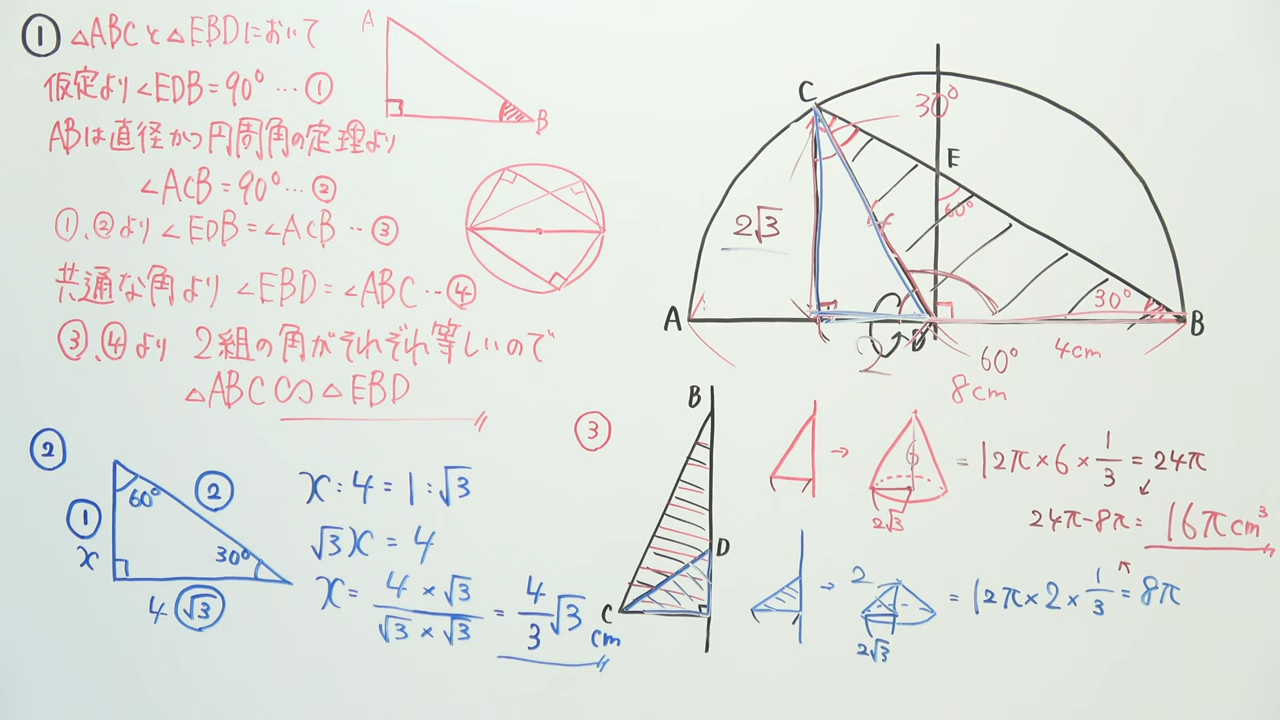 ① △ABCと△EBDにおいて
仮定より∠EDB=90°…①
ABは直径かつ円周角の定理より
∠ACB=90°…②
①、②より∠EDB=∠ACB…③
共通な角より ∠EBD=∠ABC…④
③、④より 2組の角がそれぞれ等しいので
△ABC∽△EBD
A
B
C
30°
E
60°
2√3
30°
A
D
B
2
60°
4cm
8cm
②
60°
②
①
x
30°
4 √3
x:4=1:√3
√3x=4
x=4×√3/√3×√3=4/3√3cm
③
B
D
C
→ 6 =12π×6×1/3=24π
2√3
24π-8π=16πcm³
→ 2 =12π×2×1/3=8π
2√3